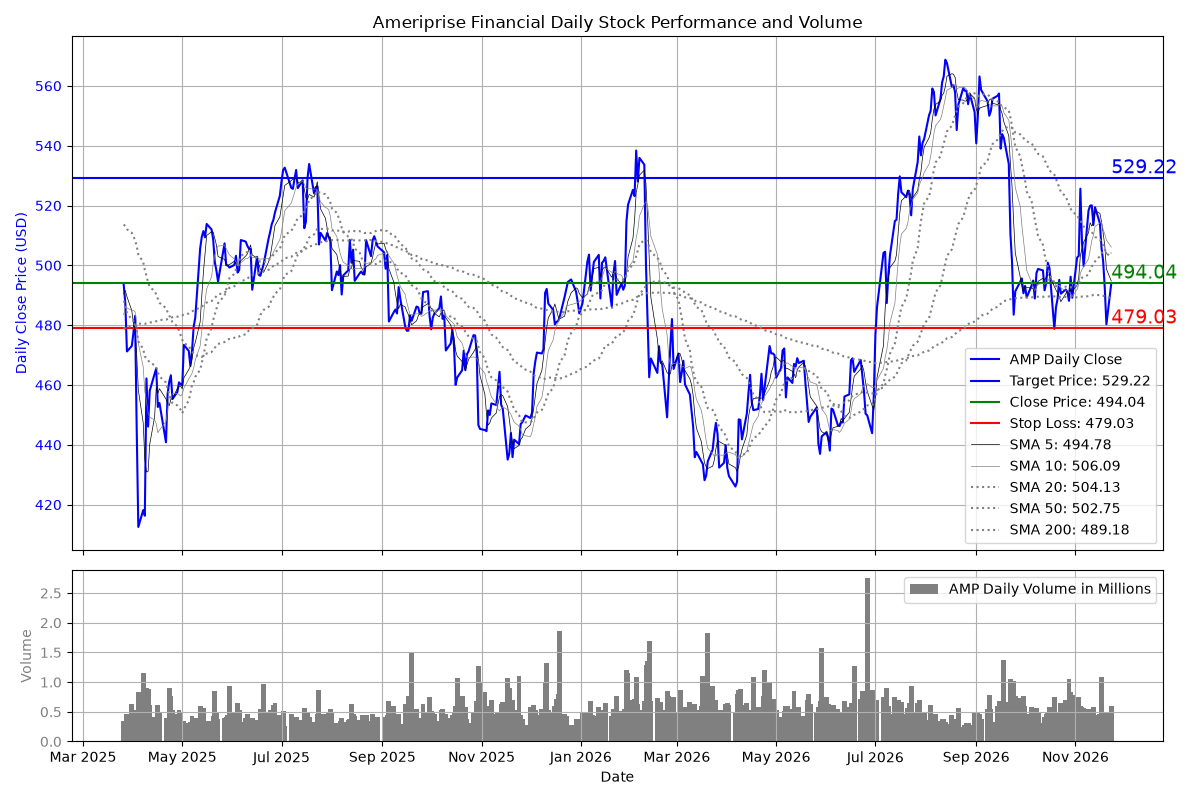 Ameriprise Financial Daily Stock Performance and Volume
Daily Close Price (USD)
560
540
520
500
480
460
440
420
529.22
494.04
479.03
AMP Daily Close
Target Price: 529.22
Close Price: 494.04
Stop Loss: 479.03
SMA 5: 494.78
SMA 10: 506.09
SMA 20: 504.13
SMA 50: 502.75
SMA 200: 489.18
Volume
2.5
2.0
1.5
1.0
0.5
0.0
AMP Daily Volume in Millions
Mar 2025 May 2025 Jul 2025 Sep 2025 Nov 2025 Jan 2026 Mar 2026 May 2026 Jul 2026 Sep 2026 Nov 2026
Date